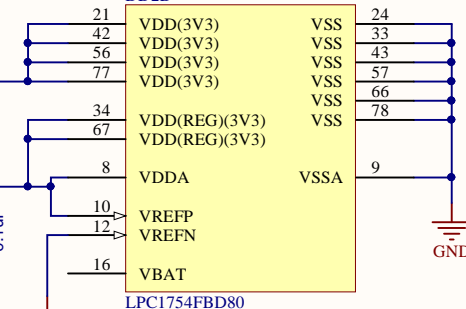 21 VDD(3V3) VSS 24
42 VDD(3V3) VSS 33
56 VDD(3V3) VSS 43
77 VDD(3V3) VSS 57
VSS 66
34 VDD(REG)(3V3) VSS 78
67 VDD(REG)(3V3)
8 VDDA VSSA 9
10 VREFP
12 VREFN
16 VBAT
GND
LPC1754FBD80